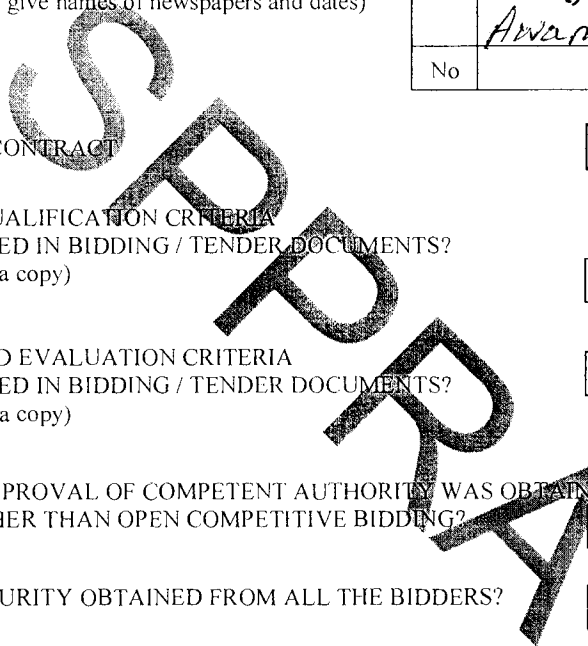 give names of newspapers and dates)
No
CONTRACT
UALIFICATION CRITERIA
ED IN BIDDING / TENDER DOCUMENTS?
a copy)
D EVALUATION CRITERIA
ED IN BIDDING / TENDER DOCUMENTS?
a copy)
PROVAL OF COMPETENT AUTHORITY WAS OBTAIN
HER THAN OPEN COMPETITIVE BIDDING?
URITY OBTAINED FROM ALL THE BIDDERS?
SPPRA